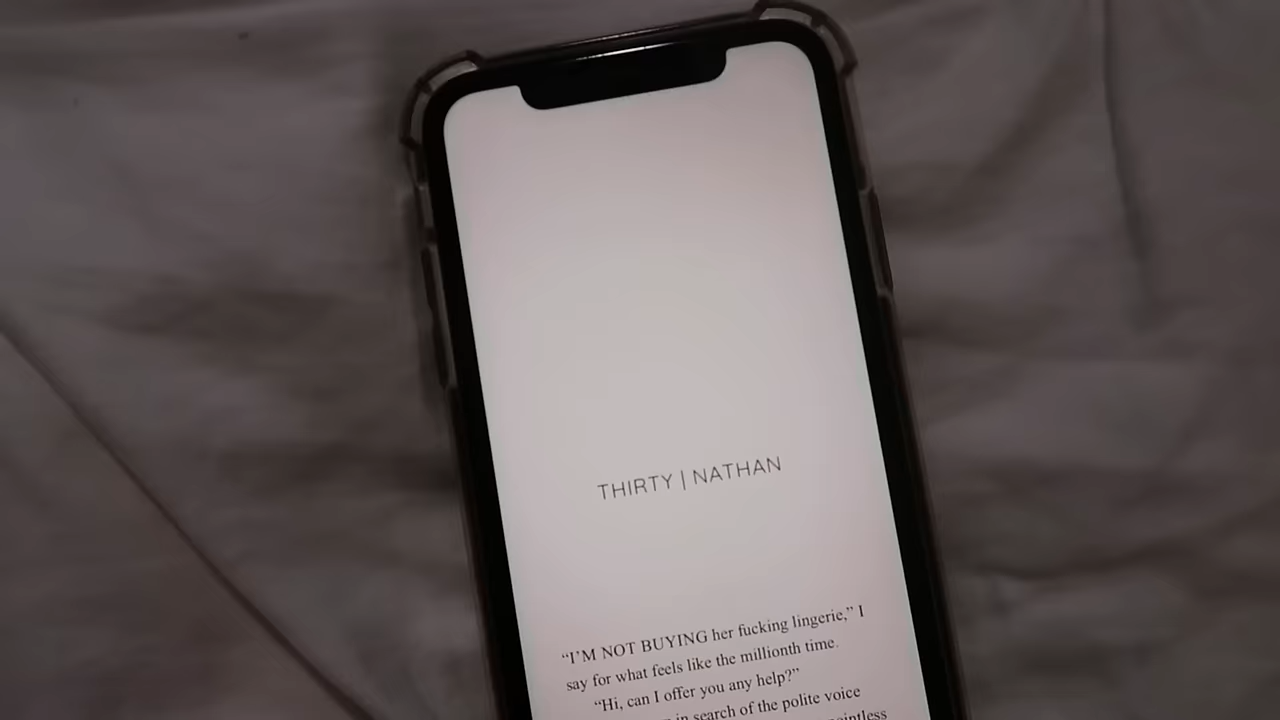 THIRTY | NATHAN
“I’M NOT BUYING her fucking lingerie,” I
say for what feels like the millionth time.
“Hi, can I offer you any help?”
in search of the polite voice